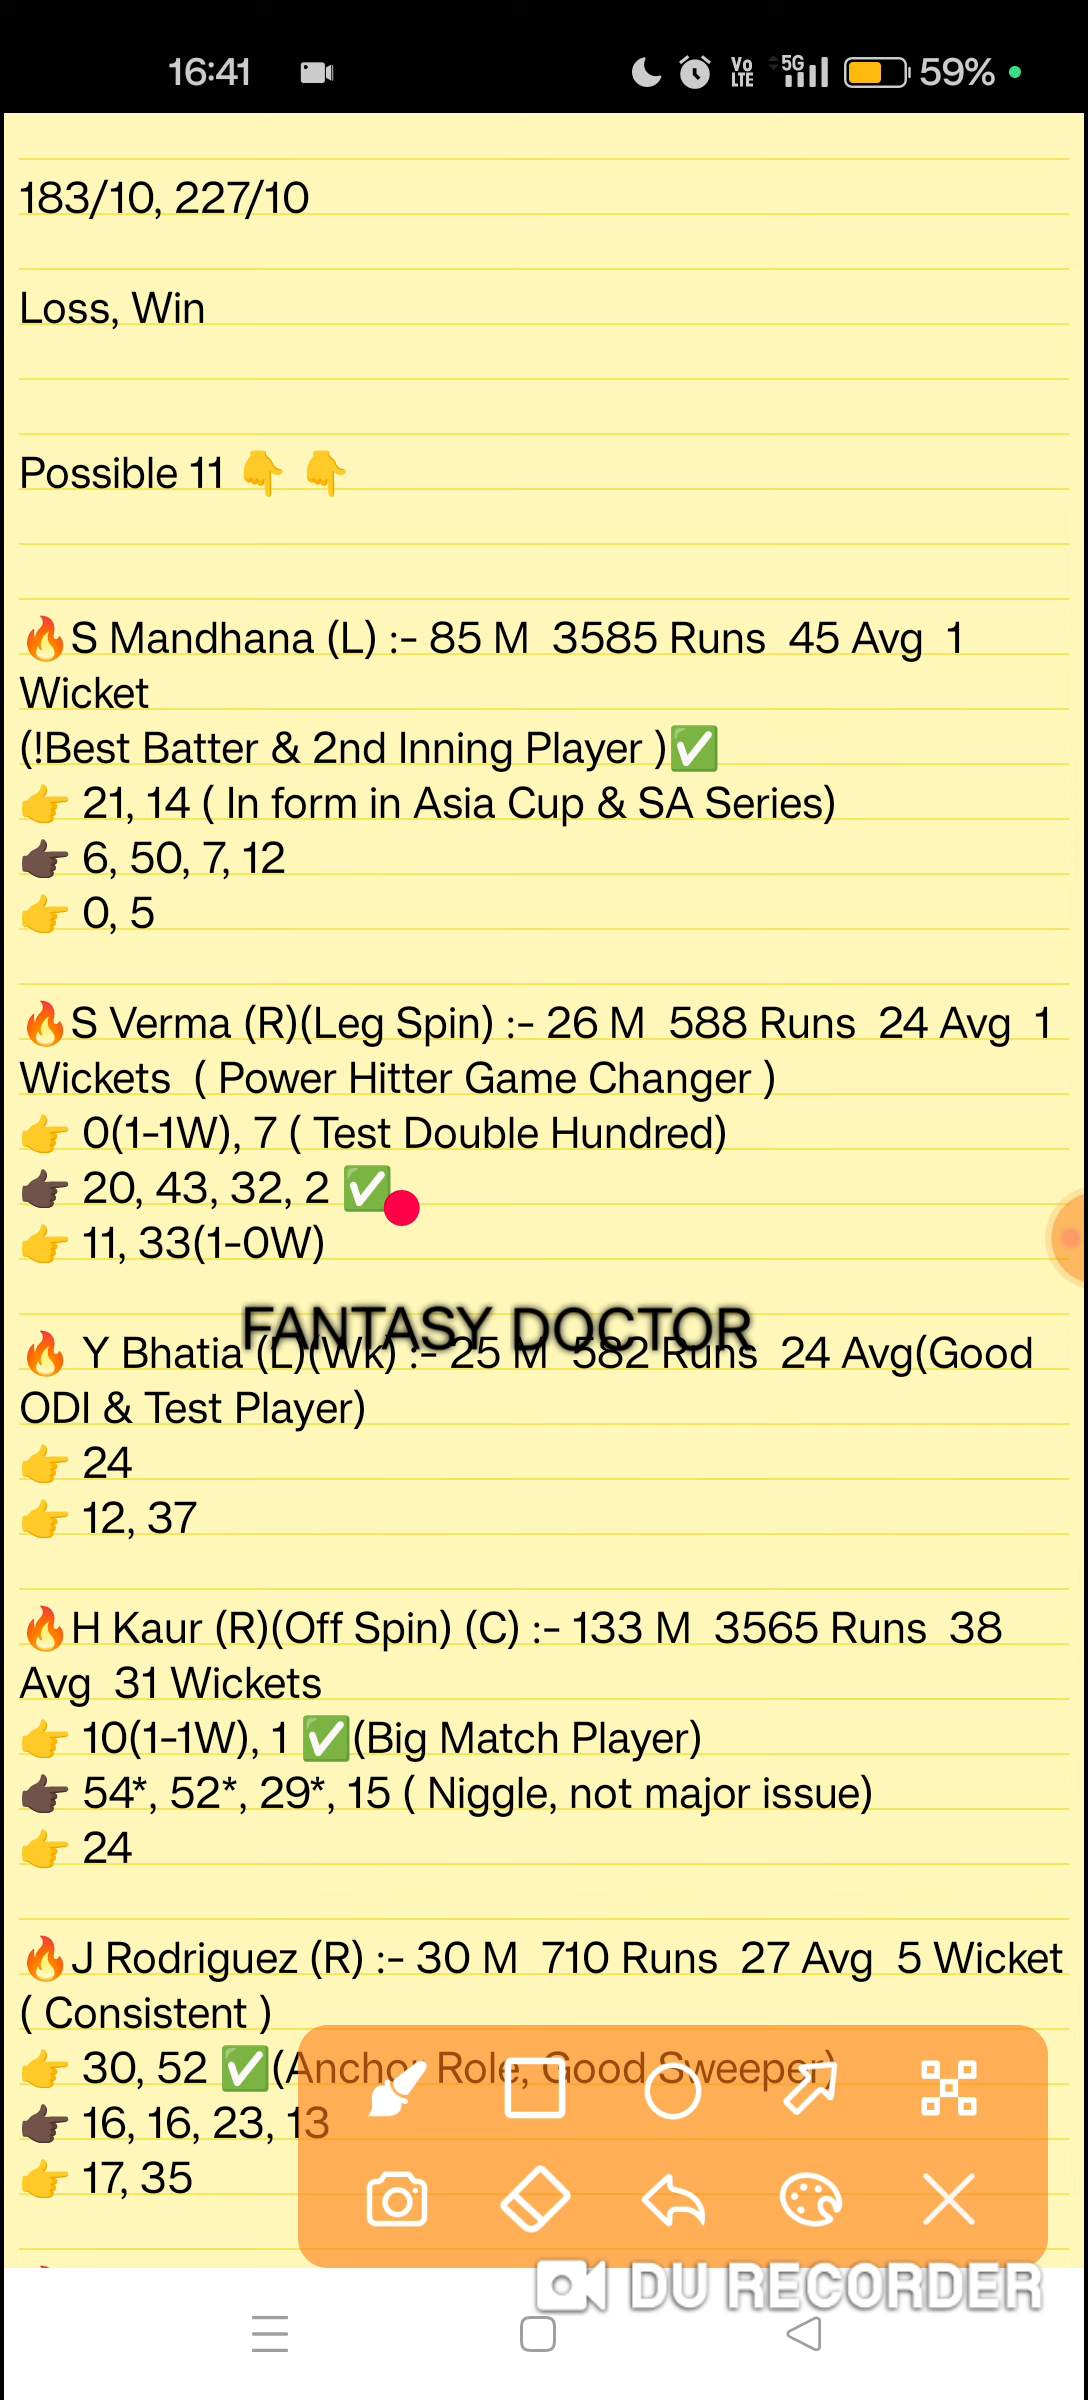 16:41 Vo LTE 5G 59%
183/10, 227/10
Loss, Win
Possible 11 👇 👇
🔥S Mandhana (L) :- 85 M  3585 Runs  45 Avg  1
Wicket
(!Best Batter & 2nd Inning Player )✅
👉 21, 14 ( In form in Asia Cup & SA Series)
👉🏿 6, 50, 7, 12
👉 0, 5
🔥S Verma (R)(Leg Spin) :- 26 M  588 Runs  24 Avg  1
Wickets  ( Power Hitter Game Changer )
👉 0(1-1W), 7 ( Test Double Hundred)
👉🏿 20, 43, 32, 2 ✅
👉 11, 33(1-0W)
FANTASY DOCTOR
🔥 Y Bhatia (L)(Wk) :- 25 M  582 Runs  24 Avg(Good
ODI & Test Player)
👉 24
👉 12, 37
🔥H Kaur (R)(Off Spin) (C) :- 133 M  3565 Runs  38
Avg  31 Wickets
👉 10(1-1W), 1 ✅(Big Match Player)
👉🏿 54*, 52*, 29*, 15 ( Niggle, not major issue)
👉 24
🔥J Rodriguez (R) :- 30 M  710 Runs  27 Avg  5 Wicket
( Consistent )
👉 30, 52 ✅(Anchor Role, Good Sweeper)
👉🏿 16, 16, 23, 13
👉 17, 35
DU RECORDER